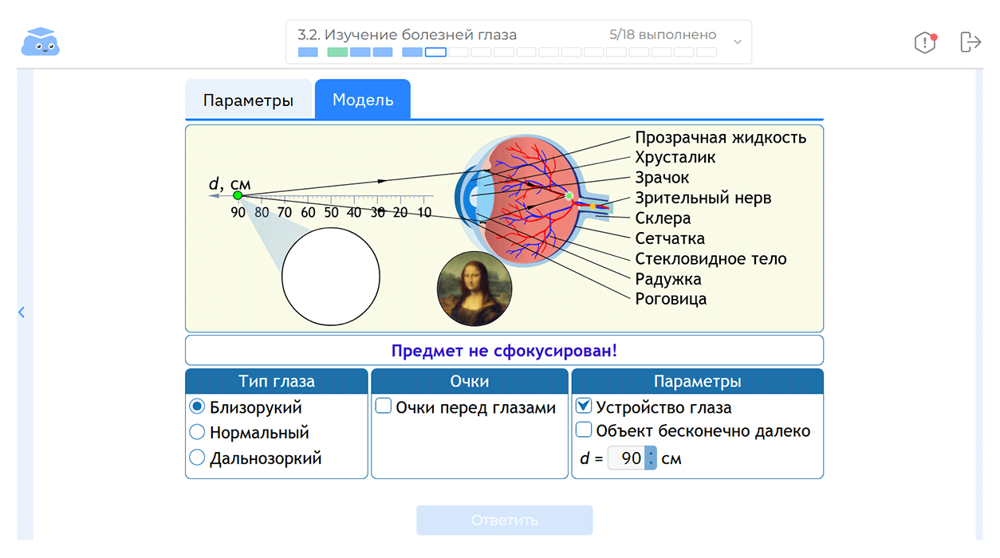 3.2. Изучение болезней глаза
5/18 выполнено
Параметры
Модель
d, см
90 80 70 60 50 40 30 20 10
Прозрачная жидкость
Хрусталик
Зрачок
Зрительный нерв
Склера
Сетчатка
Стекловидное тело
Радужка
Роговица
Предмет не сфокусирован!
Тип глаза
Близорукий
Нормальный
Дальнозоркий
Очки
Очки перед глазами
Параметры
Устройство глаза
Объект бесконечно далеко
d = 90 см
Ответить